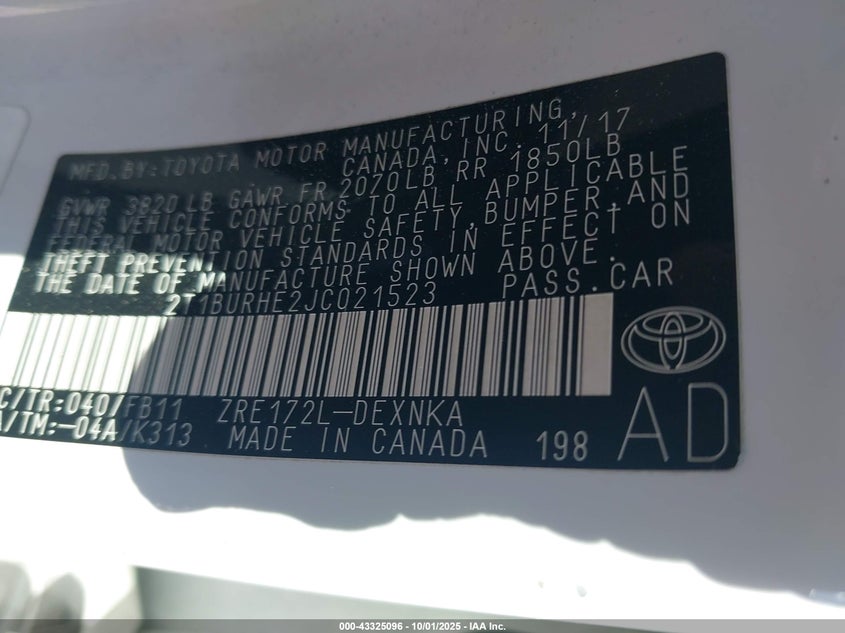 MFD. BY: TOYOTA MOTOR MANUFACTURING,
CANADA, INC. 11/17
GVWR 3820 LB GAWR FR 2070LB RR 1850LB
THIS VEHICLE CONFORMS TO ALL APPLICABLE
FEDERAL MOTOR VEHICLE SAFETY, BUMPER, AND
THEFT PREVENTION STANDARDS IN EFFECT ON
THE DATE OF MANUFACTURE SHOWN ABOVE.
2T1BURHE2JC021523 PASS.CAR
C/TR:040/FB11 ZRE172L-DEXNKA
A/TM:-04A/K313 MADE IN CANADA 198 AD
000-43325096 - 10/01/2025 - IAA Inc.